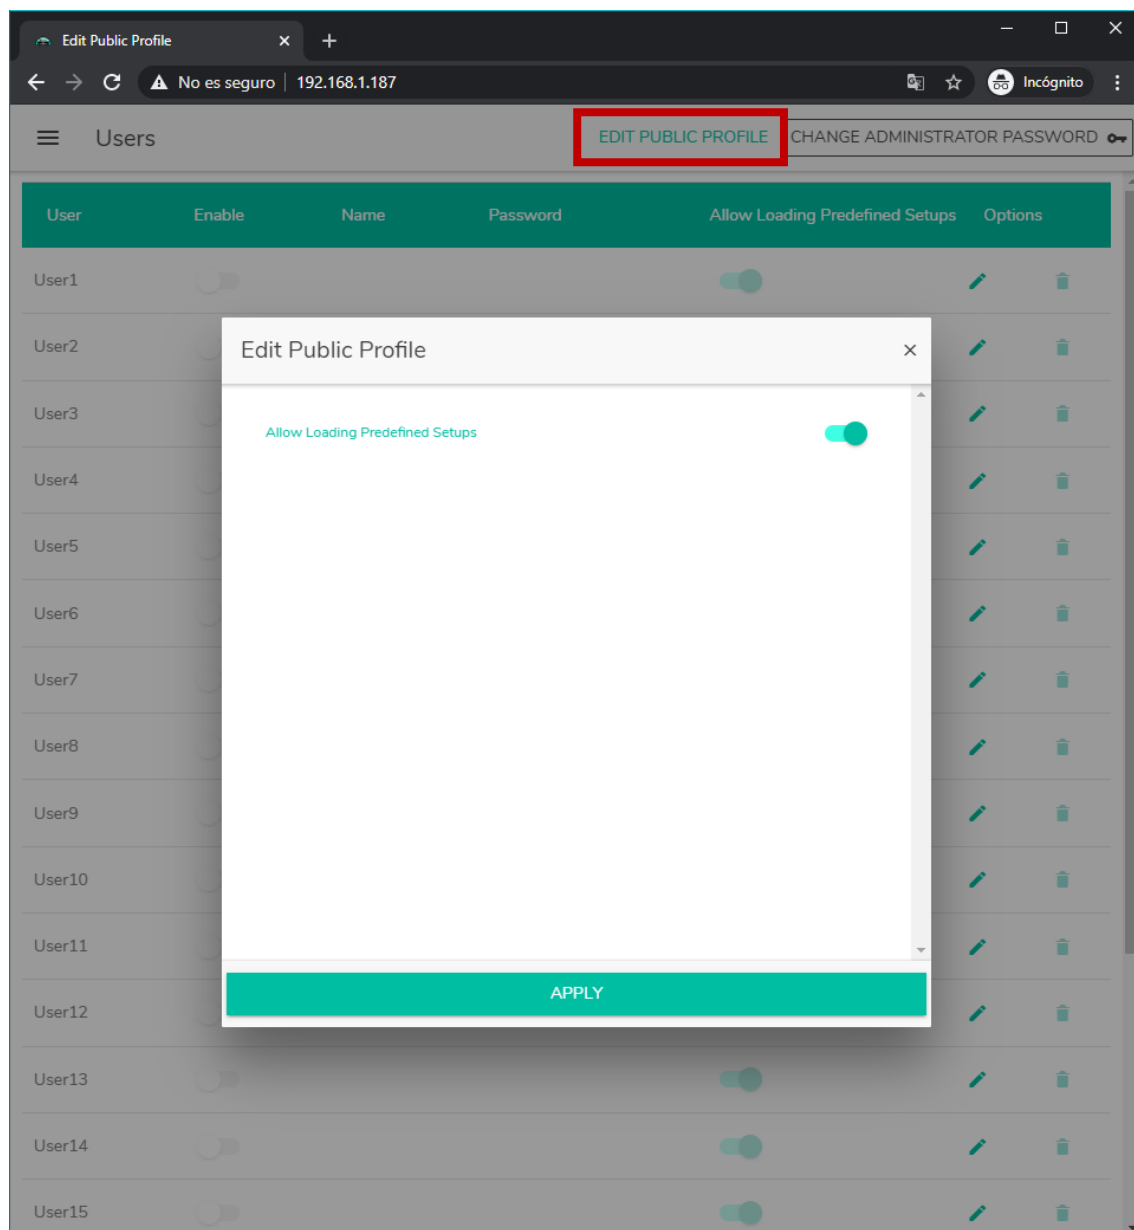 Edit Public Profile
No es seguro | 192.168.1.187 Incógnito
Users EDIT PUBLIC PROFILE CHANGE ADMINISTRATOR PASSWORD
User Enable Name Password Allow Loading Predefined Setups Options
User1
User2
Edit Public Profile
User3
Allow Loading Predefined Setups
User4
User5
User6
User7
User8
User9
User10
User11
APPLY
User12
User13
User14
User15